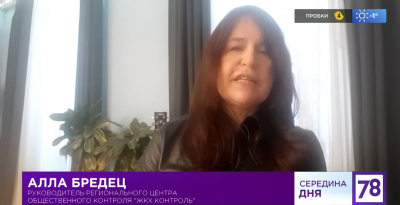 ПРОБКИ 4 -1°
АЛЛА БРЕДЕЦ
РУКОВОДИТЕЛЬ РЕГИОНАЛЬНОГО ЦЕНТРА
ОБЩЕСТВЕННОГО КОНТРОЛЯ "ЖКХ КОНТРОЛЬ"
СЕРЕДИНА
ДНЯ
78